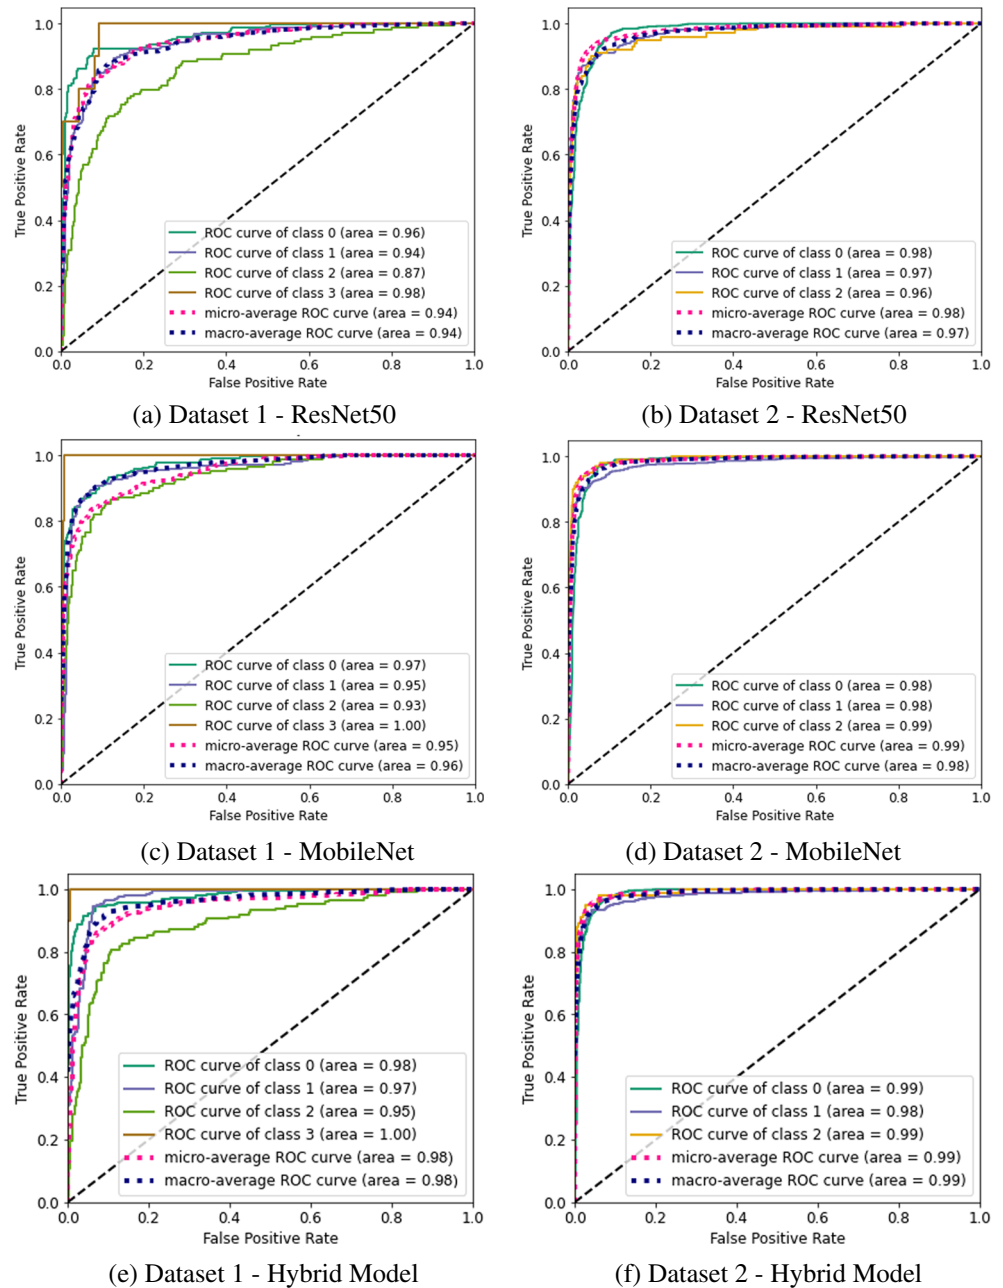 1.0
0.8
0.6
0.4
0.2
0.0
True Positive Rate
ROC curve of class 0 (area = 0.96)
ROC curve of class 1 (area = 0.94)
ROC curve of class 2 (area = 0.87)
ROC curve of class 3 (area = 0.98)
micro-average ROC curve (area = 0.94)
macro-average ROC curve (area = 0.94)
0.0 0.2 0.4 0.6 0.8 1.0
False Positive Rate
(a) Dataset 1 - ResNet50
1.0
0.8
0.6
0.4
0.2
0.0
True Positive Rate
ROC curve of class 0 (area = 0.98)
ROC curve of class 1 (area = 0.97)
ROC curve of class 2 (area = 0.96)
micro-average ROC curve (area = 0.98)
macro-average ROC curve (area = 0.97)
0.0 0.2 0.4 0.6 0.8 1.0
False Positive Rate
(b) Dataset 2 - ResNet50
1.0
0.8
0.6
0.4
0.2
0.0
True Positive Rate
ROC curve of class 0 (area = 0.97)
ROC curve of class 1 (area = 0.95)
ROC curve of class 2 (area = 0.93)
ROC curve of class 3 (area = 1.00)
micro-average ROC curve (area = 0.95)
macro-average ROC curve (area = 0.96)
0.0 0.2 0.4 0.6 0.8 1.0
False Positive Rate
(c) Dataset 1 - MobileNet
1.0
0.8
0.6
0.4
0.2
0.0
True Positive Rate
ROC curve of class 0 (area = 0.98)
ROC curve of class 1 (area = 0.98)
ROC curve of class 2 (area = 0.99)
micro-average ROC curve (area = 0.99)
macro-average ROC curve (area = 0.98)
0.0 0.2 0.4 0.6 0.8 1.0
False Positive Rate
(d) Dataset 2 - MobileNet
1.0
0.8
0.6
0.4
0.2
0.0
True Positive Rate
ROC curve of class 0 (area = 0.98)
ROC curve of class 1 (area = 0.97)
ROC curve of class 2 (area = 0.95)
ROC curve of class 3 (area = 1.00)
micro-average ROC curve (area = 0.98)
macro-average ROC curve (area = 0.98)
0.0 0.2 0.4 0.6 0.8 1.0
False Positive Rate
(e) Dataset 1 - Hybrid Model
1.0
0.8
0.6
0.4
0.2
0.0
True Positive Rate
ROC curve of class 0 (area = 0.99)
ROC curve of class 1 (area = 0.98)
ROC curve of class 2 (area = 0.99)
micro-average ROC curve (area = 0.99)
macro-average ROC curve (area = 0.99)
0.0 0.2 0.4 0.6 0.8 1.0
False Positive Rate
(f) Dataset 2 - Hybrid Model